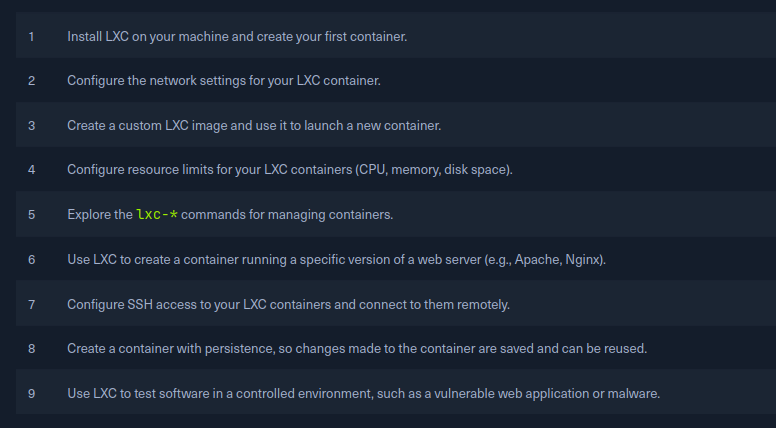 1 Install LXC on your machine and create your first container.
2 Configure the network settings for your LXC container.
3 Create a custom LXC image and use it to launch a new container.
4 Configure resource limits for your LXC containers (CPU, memory, disk space).
5 Explore the lxc-* commands for managing containers.
6 Use LXC to create a container running a specific version of a web server (e.g., Apache, Nginx).
7 Configure SSH access to your LXC containers and connect to them remotely.
8 Create a container with persistence, so changes made to the container are saved and can be reused.
9 Use LXC to test software in a controlled environment, such as a vulnerable web application or malware.